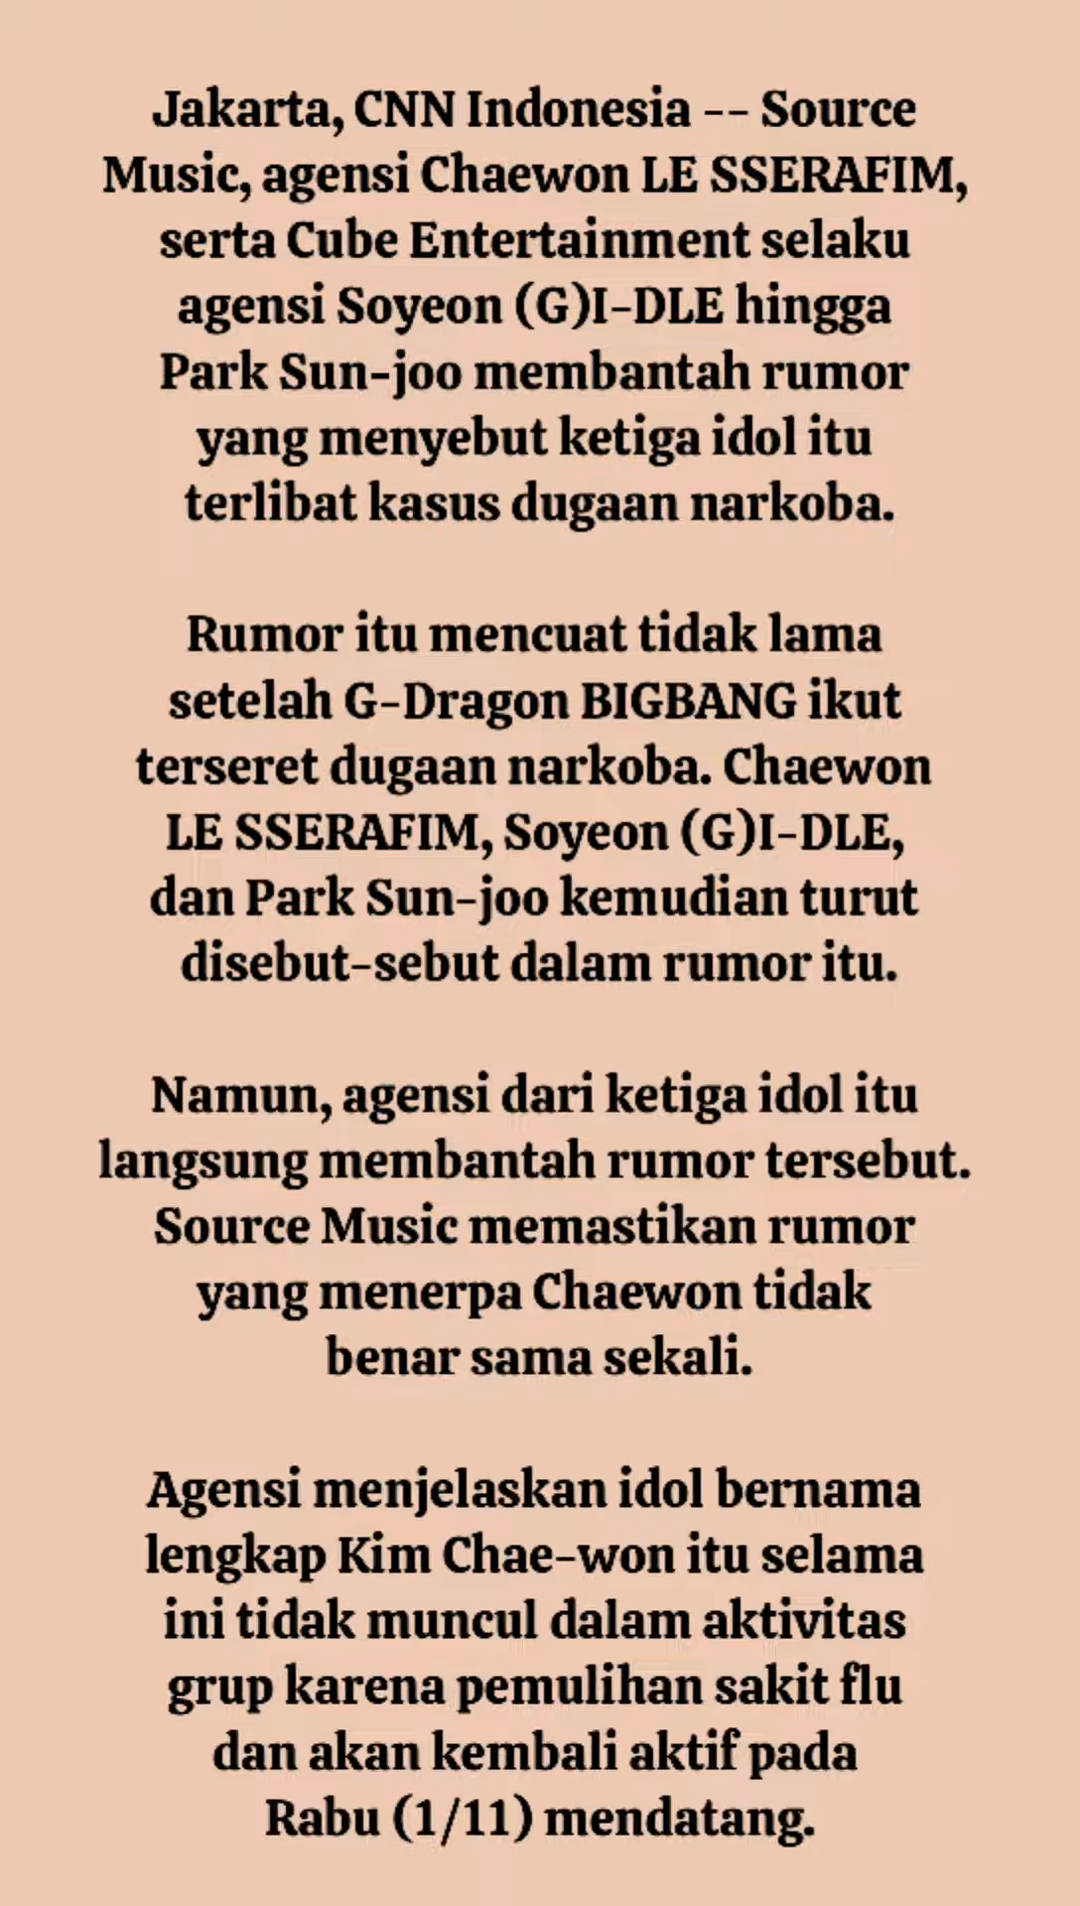 Jakarta, CNN Indonesia -- Source
Music, agensi Chaewon LE SSERAFIM,
serta Cube Entertainment selaku
agensi Soyeon (G)I-DLE hingga
Park Sun-joo membantah rumor
yang menyebut ketiga idol itu
terlibat kasus dugaan narkoba.
Rumor itu mencuat tidak lama
setelah G-Dragon BIGBANG ikut
terseret dugaan narkoba. Chaewon
LE SSERAFIM, Soyeon (G)I-DLE,
dan Park Sun-joo kemudian turut
disebut-sebut dalam rumor itu.
Namun, agensi dari ketiga idol itu
langsung membantah rumor tersebut.
Source Music memastikan rumor
yang menerpa Chaewon tidak
benar sama sekali.
Agensi menjelaskan idol bernama
lengkap Kim Chae-won itu selama
ini tidak muncul dalam aktivitas
grup karena pemulihan sakit flu
dan akan kembali aktif pada
Rabu (1/11) mendatang.